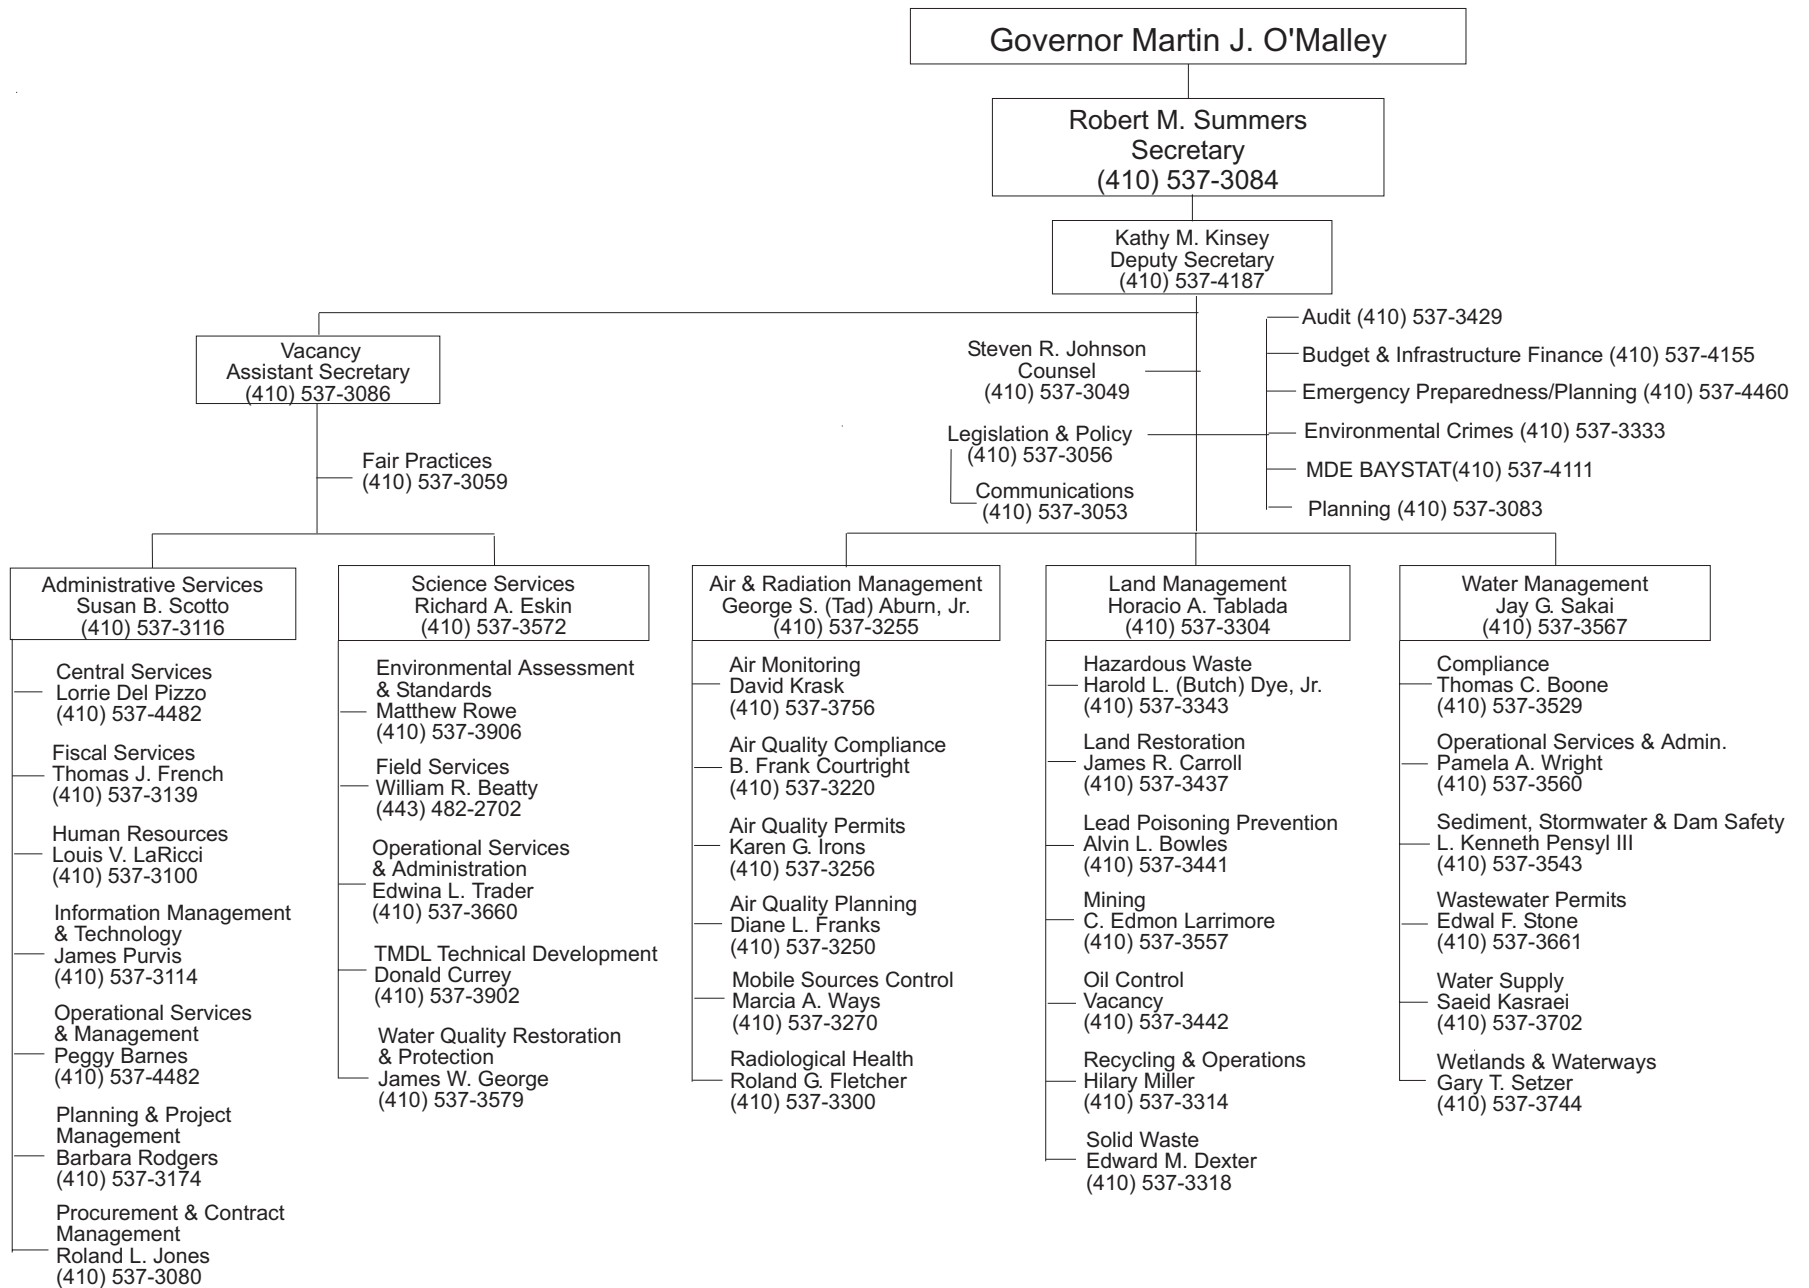 Governor Martin J. O'Malley
Robert M. Summers
Secretary
(410) 537-3084
Kathy M. Kinsey
Deputy Secretary
(410) 537-4187
Vacancy
Assistant Secretary
(410) 537-3086
Fair Practices
(410) 537-3059
Steven R. Johnson
Counsel
(410) 537-3049
Legislation & Policy
(410) 537-3056
Communications
(410) 537-3053
Audit (410) 537-3429
Budget & Infrastructure Finance (410) 537-4155
Emergency Preparedness/Planning (410) 537-4460
Environmental Crimes (410) 537-3333
MDE BAYSTAT(410) 537-4111
Planning (410) 537-3083
Administrative Services
Susan B. Scotto
(410) 537-3116
Central Services
Lorrie Del Pizzo
(410) 537-4482
Fiscal Services
Thomas J. French
(410) 537-3139
Human Resources
Louis V. LaRicci
(410) 537-3100
Information Management
& Technology
James Purvis
(410) 537-3114
Operational Services
& Management
Peggy Barnes
(410) 537-4482
Planning & Project
Management
Barbara Rodgers
(410) 537-3174
Procurement & Contract
Management
Roland L. Jones
(410) 537-3080
Science Services
Richard A. Eskin
(410) 537-3572
Environmental Assessment
& Standards
Matthew Rowe
(410) 537-3906
Field Services
William R. Beatty
(443) 482-2702
Operational Services
& Administration
Edwina L. Trader
(410) 537-3660
TMDL Technical Development
Donald Currey
(410) 537-3902
Water Quality Restoration
& Protection
James W. George
(410) 537-3579
Air & Radiation Management
George S. (Tad) Aburn, Jr.
(410) 537-3255
Air Monitoring
David Krask
(410) 537-3756
Air Quality Compliance
B. Frank Courtright
(410) 537-3220
Air Quality Permits
Karen G. Irons
(410) 537-3256
Air Quality Planning
Diane L. Franks
(410) 537-3250
Mobile Sources Control
Marcia A. Ways
(410) 537-3270
Radiological Health
Roland G. Fletcher
(410) 537-3300
Land Management
Horacio A. Tablada
(410) 537-3304
Hazardous Waste
Harold L. (Butch) Dye, Jr.
(410) 537-3343
Land Restoration
James R. Carroll
(410) 537-3437
Lead Poisoning Prevention
Alvin L. Bowles
(410) 537-3441
Mining
C. Edmon Larrimore
(410) 537-3557
Oil Control
Vacancy
(410) 537-3442
Recycling & Operations
Hilary Miller
(410) 537-3314
Solid Waste
Edward M. Dexter
(410) 537-3318
Water Management
Jay G. Sakai
(410) 537-3567
Compliance
Thomas C. Boone
(410) 537-3529
Operational Services & Admin.
Pamela A. Wright
(410) 537-3560
Sediment, Stormwater & Dam Safety
L. Kenneth Pensyl III
(410) 537-3543
Wastewater Permits
Edwal F. Stone
(410) 537-3661
Water Supply
Saeid Kasraei
(410) 537-3702
Wetlands & Waterways
Gary T. Setzer
(410) 537-3744